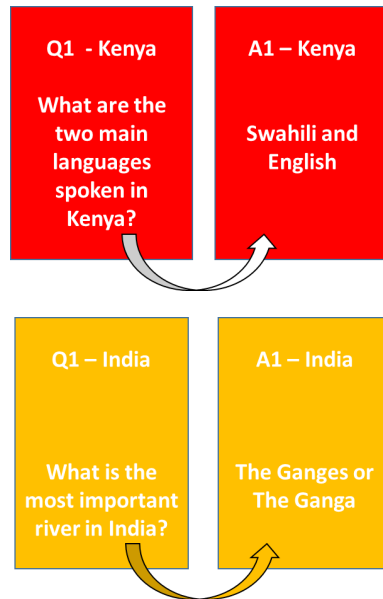 Q1 - Kenya
What are the
two main
languages
spoken in
Kenya?
A1 – Kenya
Swahili and
English
Q1 – India
What is the
most important
river in India?
A1 – India
The Ganges or
The Ganga